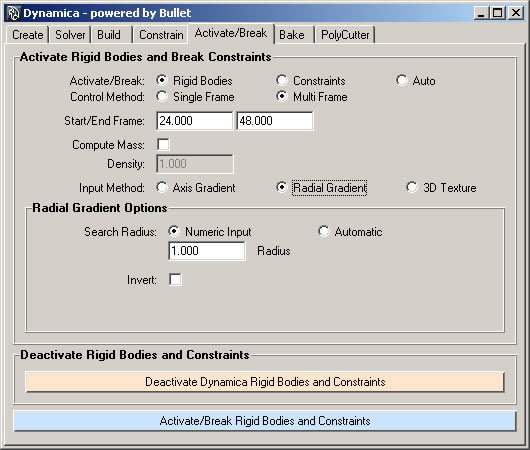 Dynamica - powered by Bullet
Create Solver Build Constrain Activate/Break Bake PolyCutter
Activate Rigid Bodies and Break Constraints
Activate/Break: Rigid Bodies Constraints Auto
Control Method: Single Frame Multi Frame
Start/End Frame: 24.000 48.000
Compute Mass:
Density: 1.000
Input Method: Axis Gradient Radial Gradient 3D Texture
Radial Gradient Options
Search Radius: Numeric Input Automatic
1.000 Radius
Invert:
Deactivate Rigid Bodies and Constraints
Deactivate Dynamica Rigid Bodies and Constraints
Activate/Break Rigid Bodies and Constraints